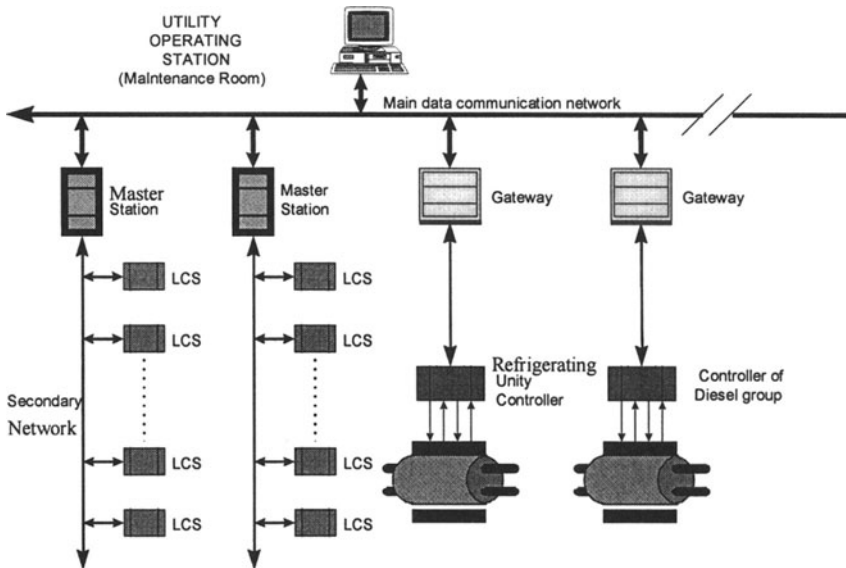 UTILITY
OPERATING
STATION
(Maintenance Room)
Main data communication network
Master
Station
Master
Station
Gateway
Gateway
LCS
LCS
LCS
LCS
Refrigerating
Unity
Controller
Controller of
Diesel group
Secondary
Network
LCS
LCS
LCS
LCS